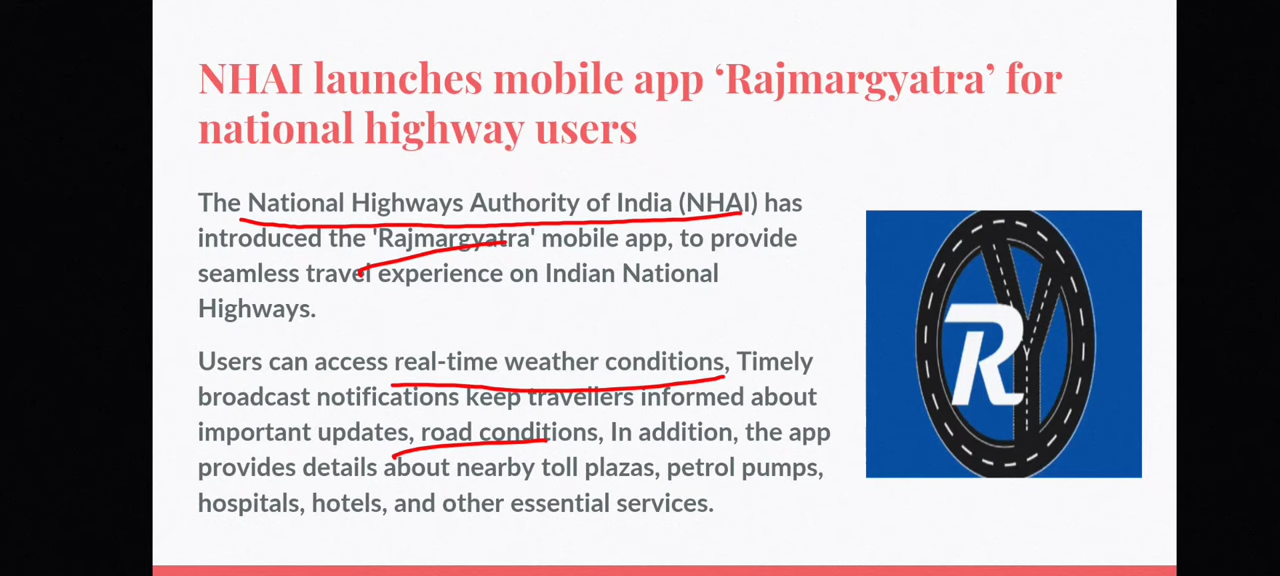 NHAI launches mobile app ‘Rajmargyatra’ for
national highway users
The National Highways Authority of India (NHAI) has
introduced the 'Rajmargyatra' mobile app, to provide
seamless travel experience on Indian National
Highways.
Users can access real-time weather conditions, Timely
broadcast notifications keep travellers informed about
important updates, road conditions, In addition, the app
provides details about nearby toll plazas, petrol pumps,
hospitals, hotels, and other essential services.
R